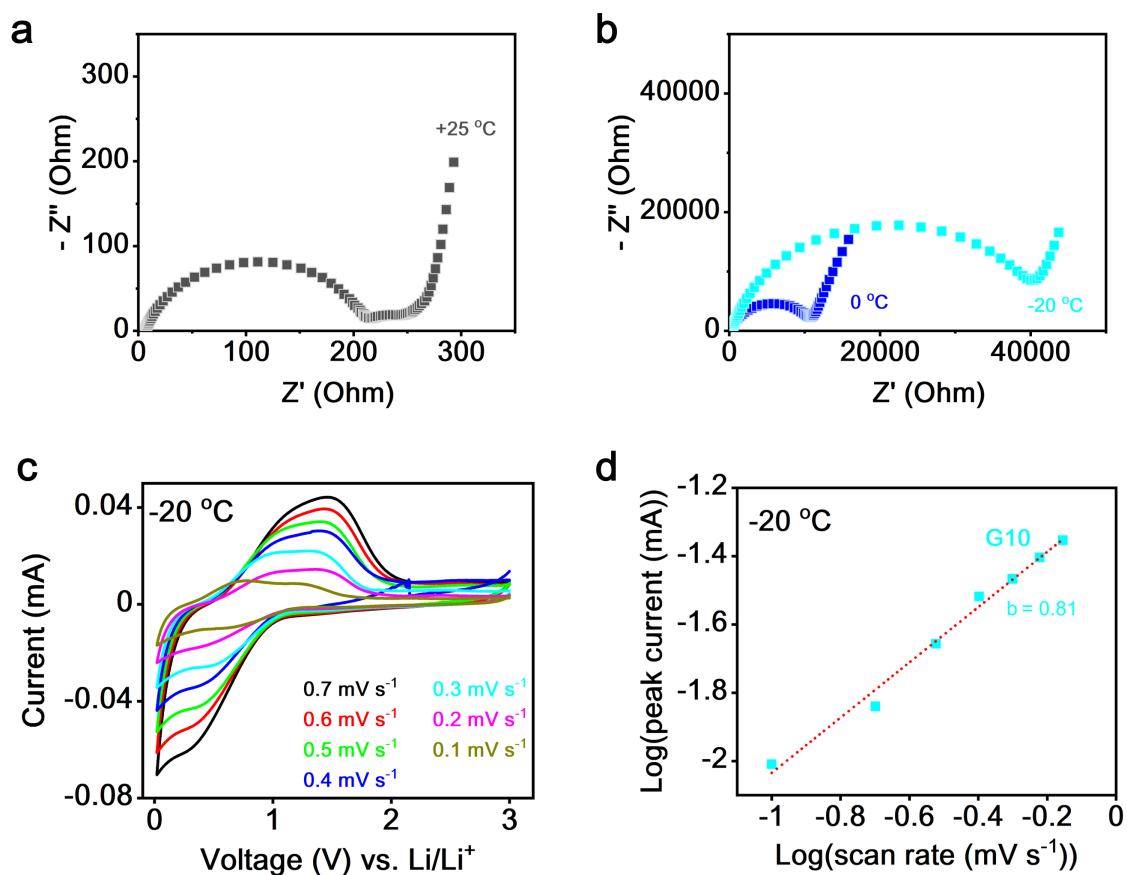 a
300
200
100
0
- Z'' (Ohm)
+25 °C
0 100 200 300
Z' (Ohm)
b
40000
20000
0
- Z'' (Ohm)
0 °C
-20 °C
0 20000 40000
Z' (Ohm)
c
-20 °C
0.04
0
-0.04
-0.08
Current (mA)
0.7 mV s⁻¹
0.6 mV s⁻¹
0.5 mV s⁻¹
0.4 mV s⁻¹
0.3 mV s⁻¹
0.2 mV s⁻¹
0.1 mV s⁻¹
0 1 2 3
Voltage (V) vs. Li/Li⁺
d
-20 °C
-1.2
-1.4
-1.6
-1.8
-2
Log(peak current (mA))
G10
b = 0.81
-1 -0.8 -0.6 -0.4 -0.2 0
Log(scan rate (mV s⁻¹))